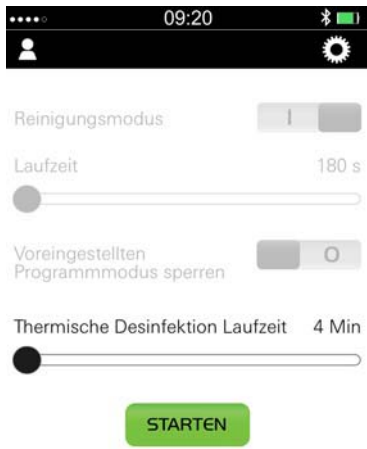 09:20
Reinigungsmodus I
Laufzeit 180 s
Voreingestellten
Programmmodus sperren O
Thermische Desinfektion Laufzeit 4 Min
STARTEN